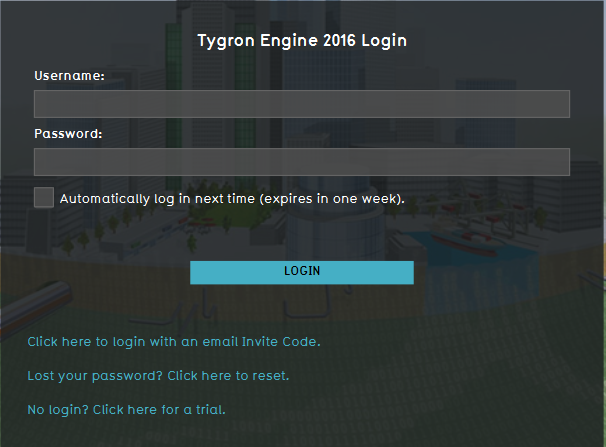 Tygron Engine 2016 Login
Username:
Password:
Automatically log in next time (expires in one week).
LOGIN
Click here to login with an email Invite Code.
Lost your password? Click here to reset.
No login? Click here for a trial.